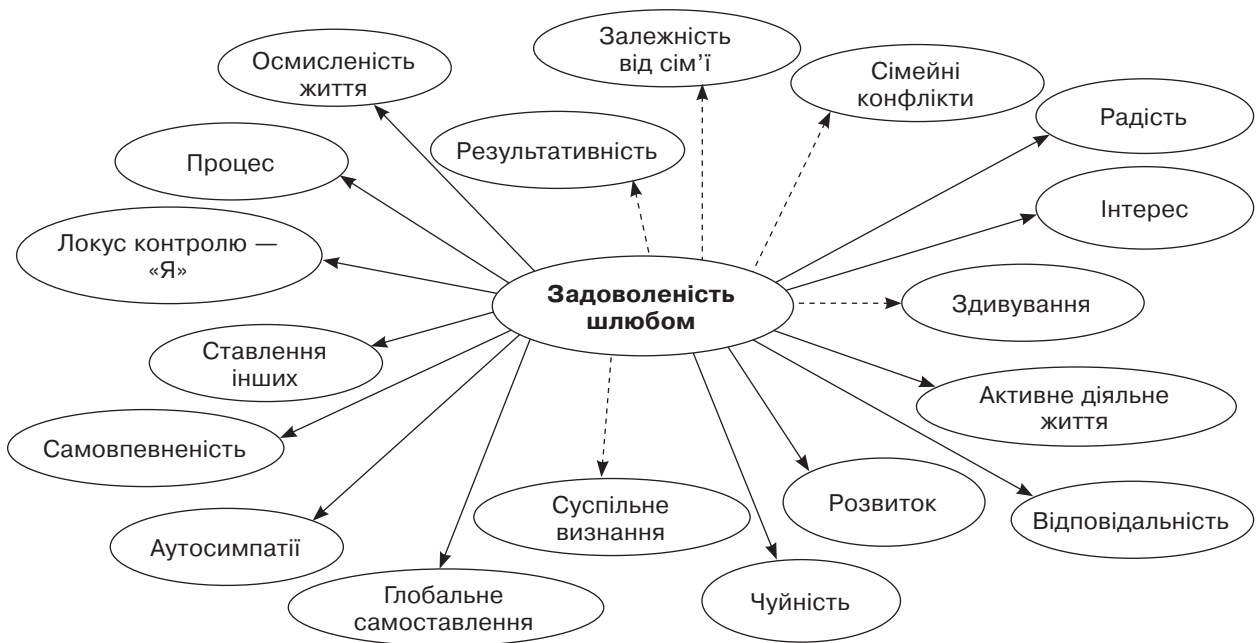 Осмисленість
життя
Залежність
від сім’ї
Сімейні
конфлікти
Радість
Процес
Результативність
Інтерес
Локус контролю —
«Я»
Задоволеність
шлюбом
Здивування
Ставлення
інших
Активне діяльне
життя
Самовпевненість
Суспільне
визнання
Розвиток
Відповідальність
Аутосимпатії
Глобальне
самоставлення
Чуйність